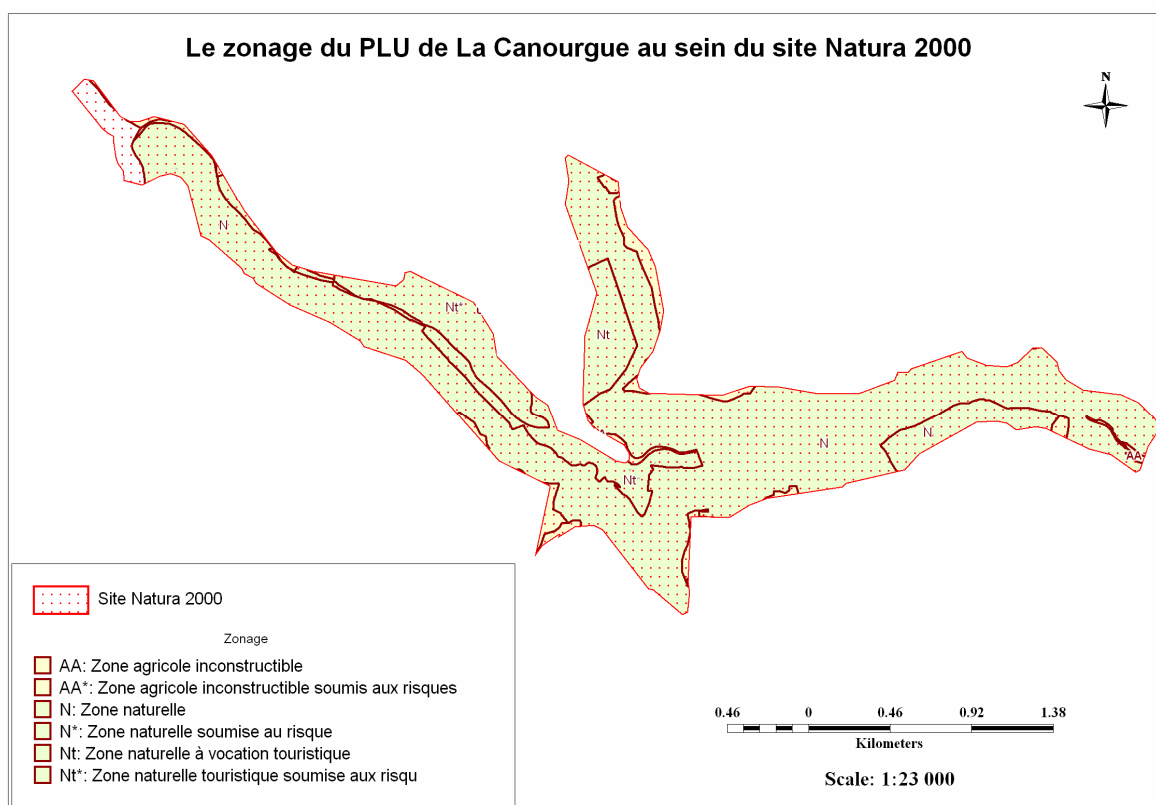 Le zonage du PLU de La Canourgue au sein du site Natura 2000
N
N
Nt*
Nt
N
N
Nt
AA*
Site Natura 2000
Zonage
AA: Zone agricole inconstructible
AA*: Zone agricole inconstructible soumis aux risques
N: Zone naturelle
N*: Zone naturelle soumise au risque
Nt: Zone naturelle à vocation touristique
Nt*: Zone naturelle touristique soumise aux risqu
0.46 0 0.46 0.92 1.38
Kilometers
Scale: 1:23 000